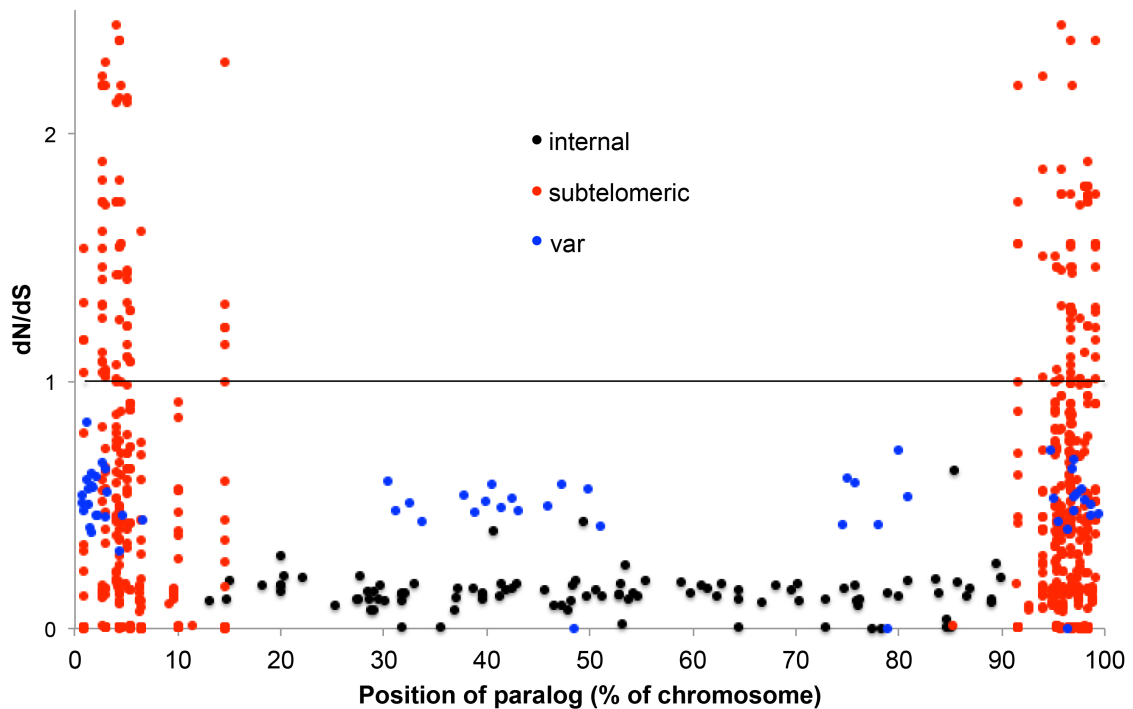 2
internal
subtelomeric
var
dN/dS
1
0
0 10 20 30 40 50 60 70 80 90 100
Position of paralog (% of chromosome)